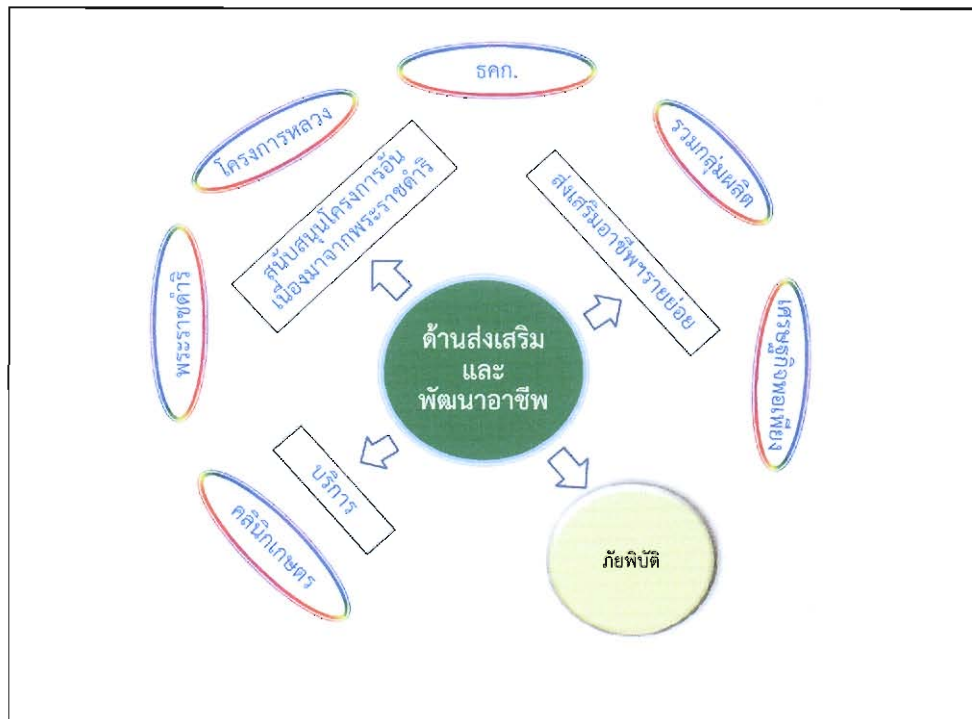 ธคก.
โครงการหลวง
รวมกลุ่มผลิต
สนับสนุนโครงการอัน
เนื่องมาจากพระราชดำริ
ส่งเสริมอาชีพฯรายย่อย
พระราชดำริ
ด้านส่งเสริม
และ
พัฒนาอาชีพ
เศรษฐกิจพอเพียง
บริการ
คลินิกเกษตร
ภัยพิบัติ